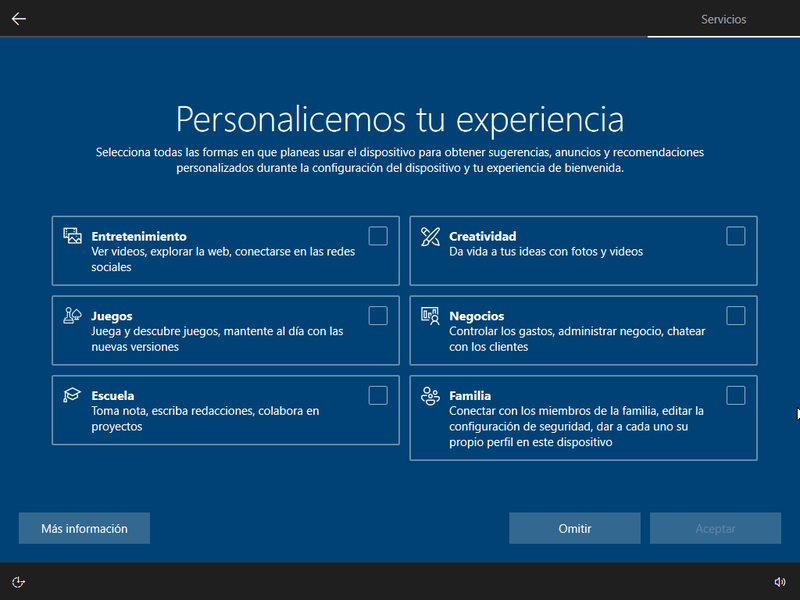 Servicios
Personalicemos tu experiencia
Selecciona todas las formas en que planeas usar el dispositivo para obtener sugerencias, anuncios y recomendaciones
personalizados durante la configuración del dispositivo y tu experiencia de bienvenida.
Entretenimiento
Ver videos, explorar la web, conectarse en las redes
sociales
Creatividad
Da vida a tus ideas con fotos y videos
Juegos
Juega y descubre juegos, mantente al día con las
nuevas versiones
Negocios
Controlar los gastos, administrar negocio, chatear
con los clientes
Escuela
Toma nota, escriba redacciones, colabora en
proyectos
Familia
Conectar con los miembros de la familia, editar la
configuración de seguridad, dar a cada uno su
propio perfil en este dispositivo
Más información
Omitir
Aceptar